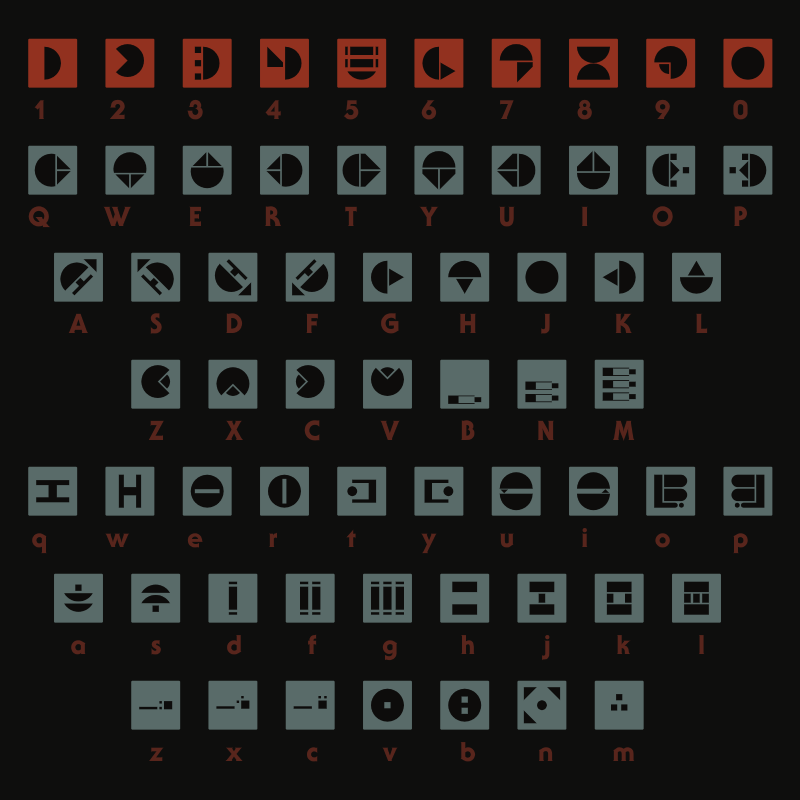 1 2 3 4 5 6 7 8 9 0
Q W E R T Y U I O P
A S D F G H J K L
Z X C V B N M
q w e r t y u i o p
a s d f g h j k l
z x c v b n m